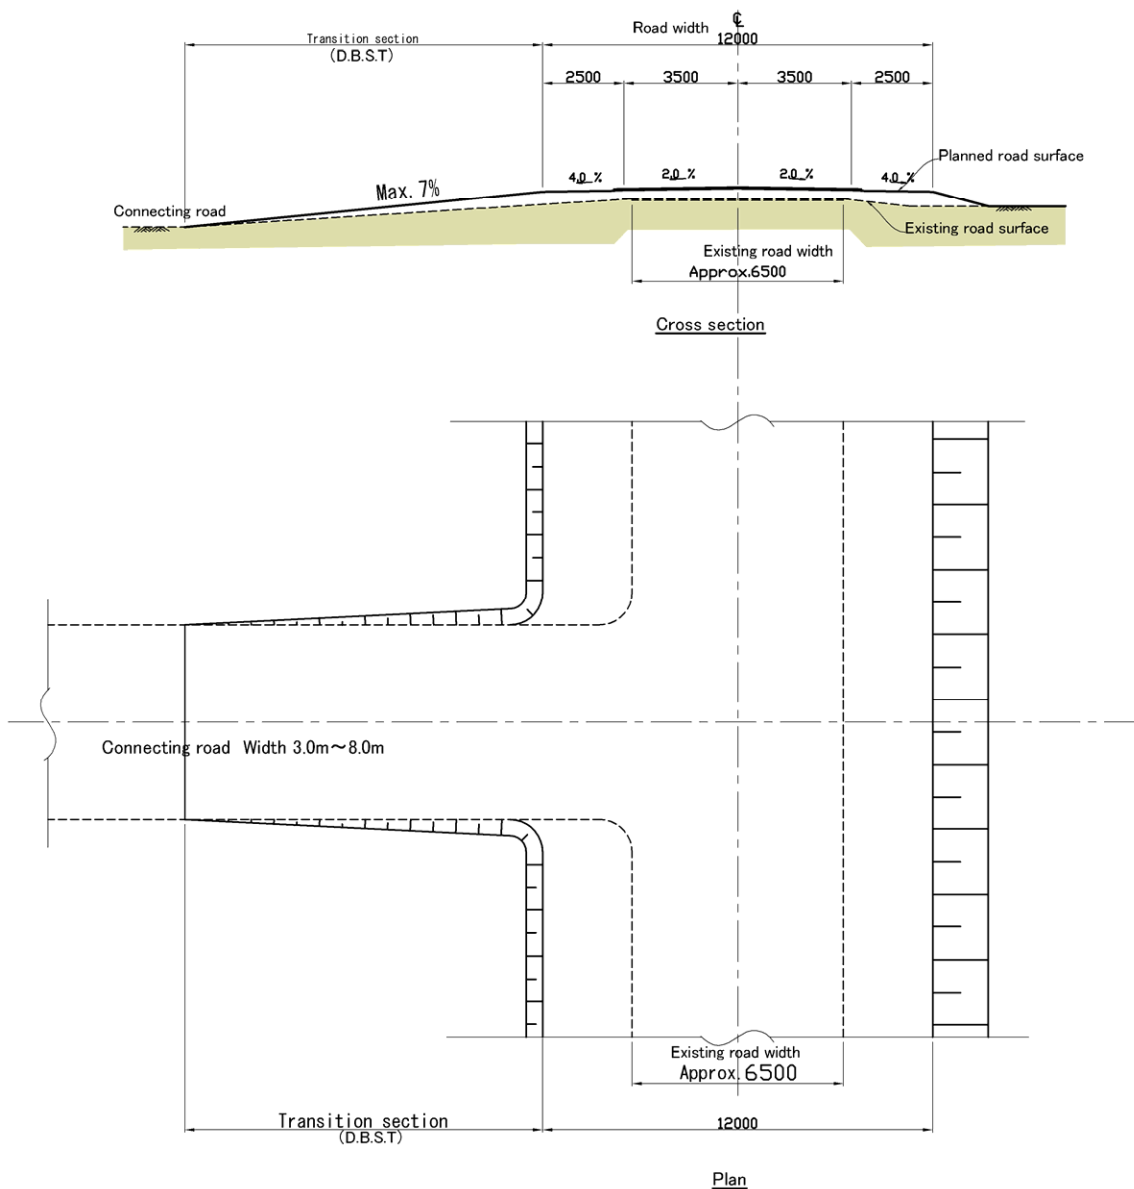 ℄
Road width
12000
Transition section
(D.B.S.T)
2500 3500 3500 2500
4.0 % 2.0 % 2.0 % 4.0 %
Planned road surface
Max. 7%
Connecting road
Existing road surface
Existing road width
Approx.6500
Cross section
Connecting road Width 3.0m～8.0m
Existing road width
Approx.6500
Transition section
(D.B.S.T)
12000
Plan